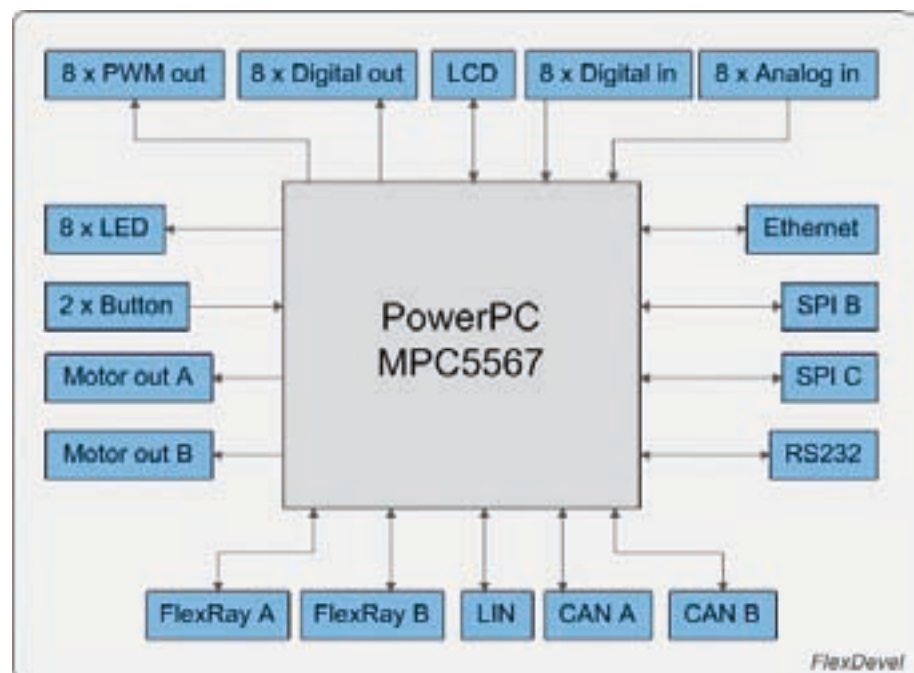 8 x PWM out
8 x Digital out
LCD
8 x Digital in
8 x Analog in
8 x LED
Ethernet
2 x Button
PowerPC
MPC5567
SPI B
Motor out A
SPI C
Motor out B
RS232
FlexRay A
FlexRay B
LIN
CAN A
CAN B
FlexDevel